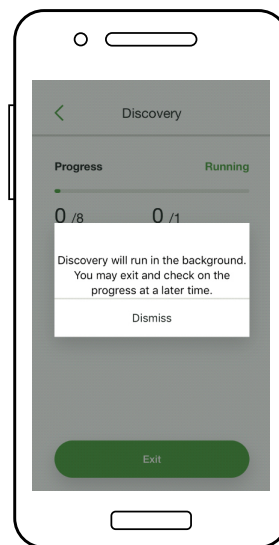 Discovery
Progress Running
0 /8 0 /1
Discovery will run in the background.
You may exit and check on the
progress at a later time.
Dismiss
Exit